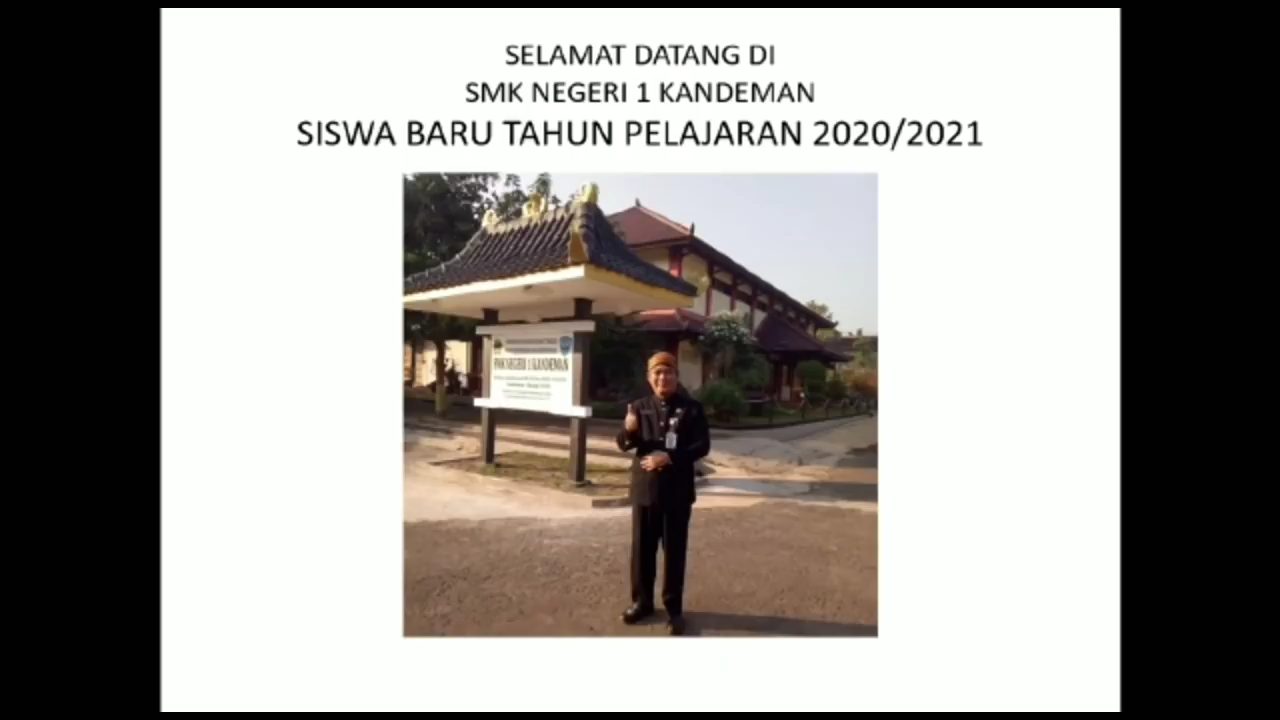 SELAMAT DATANG DI
SMK NEGERI 1 KANDEMAN
SISWA BARU TAHUN PELAJARAN 2020/2021
SMK NEGERI 1 KANDEMAN